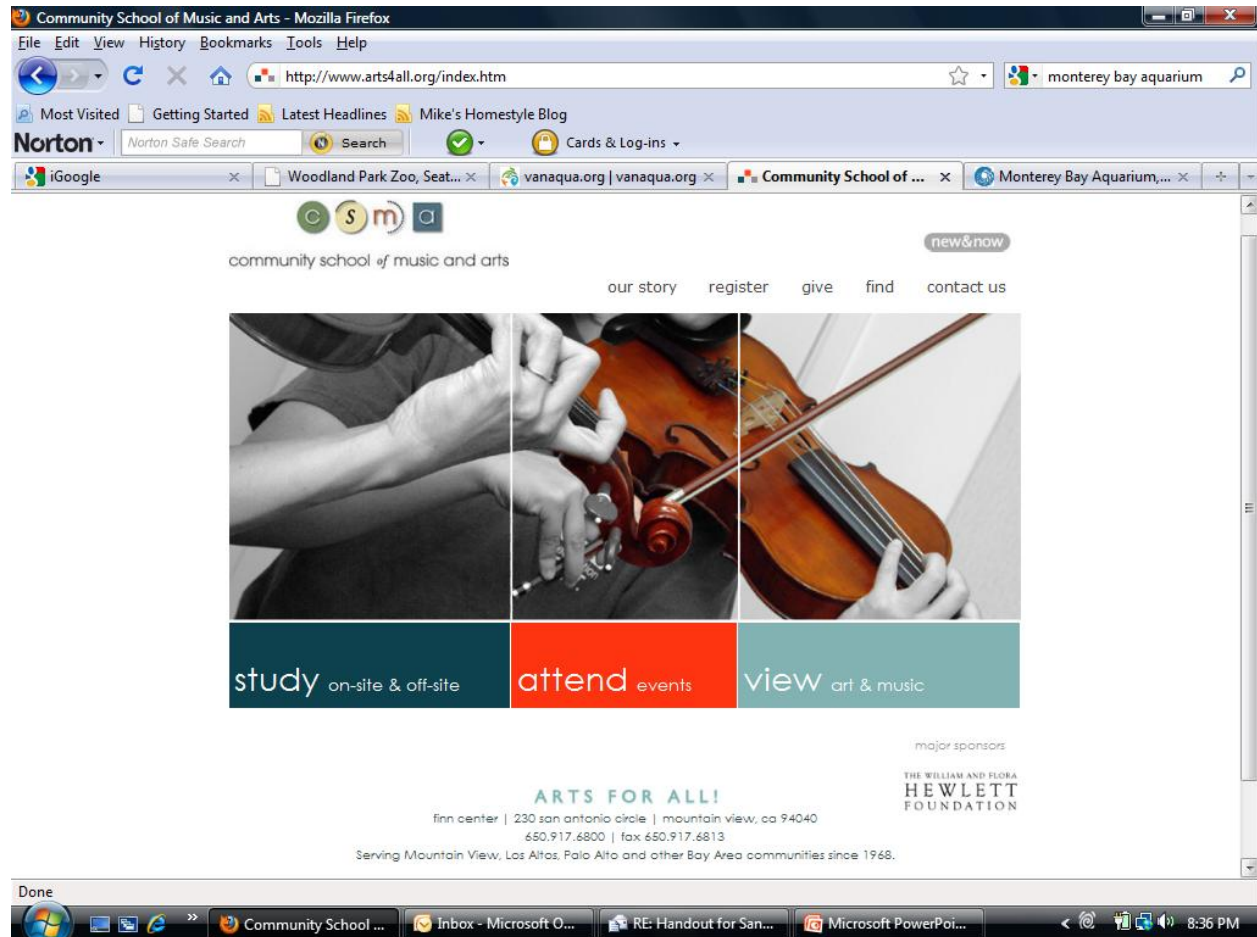 Community School of Music and Arts - Mozilla Firefox
File Edit View History Bookmarks Tools Help
http://www.arts4all.org/index.htm
monterey bay aquarium
Most Visited Getting Started Latest Headlines Mike's Homestyle Blog
Norton Norton Safe Search Search Cards & Log-ins
iGoogle Woodland Park Zoo, Seat... vanaqua.org | vanaqua.org Community School of ... Monterey Bay Aquarium,...
c s m a
new&now
community school of music and arts
our story register give find contact us
study on-site & off-site attend events view art & music
major sponsors
THE WILLIAM AND FLORA
HEWLETT
FOUNDATION
ARTS FOR ALL!
finn center | 230 san antonio circle | mountain view, ca 94040
650.917.6800 | fax 650.917.6813
Serving Mountain View, Los Altos, Palo Alto and other Bay Area communities since 1968.
Done
Community School ... Inbox - Microsoft O... RE: Handout for San... Microsoft PowerPoi... 8:36 PM